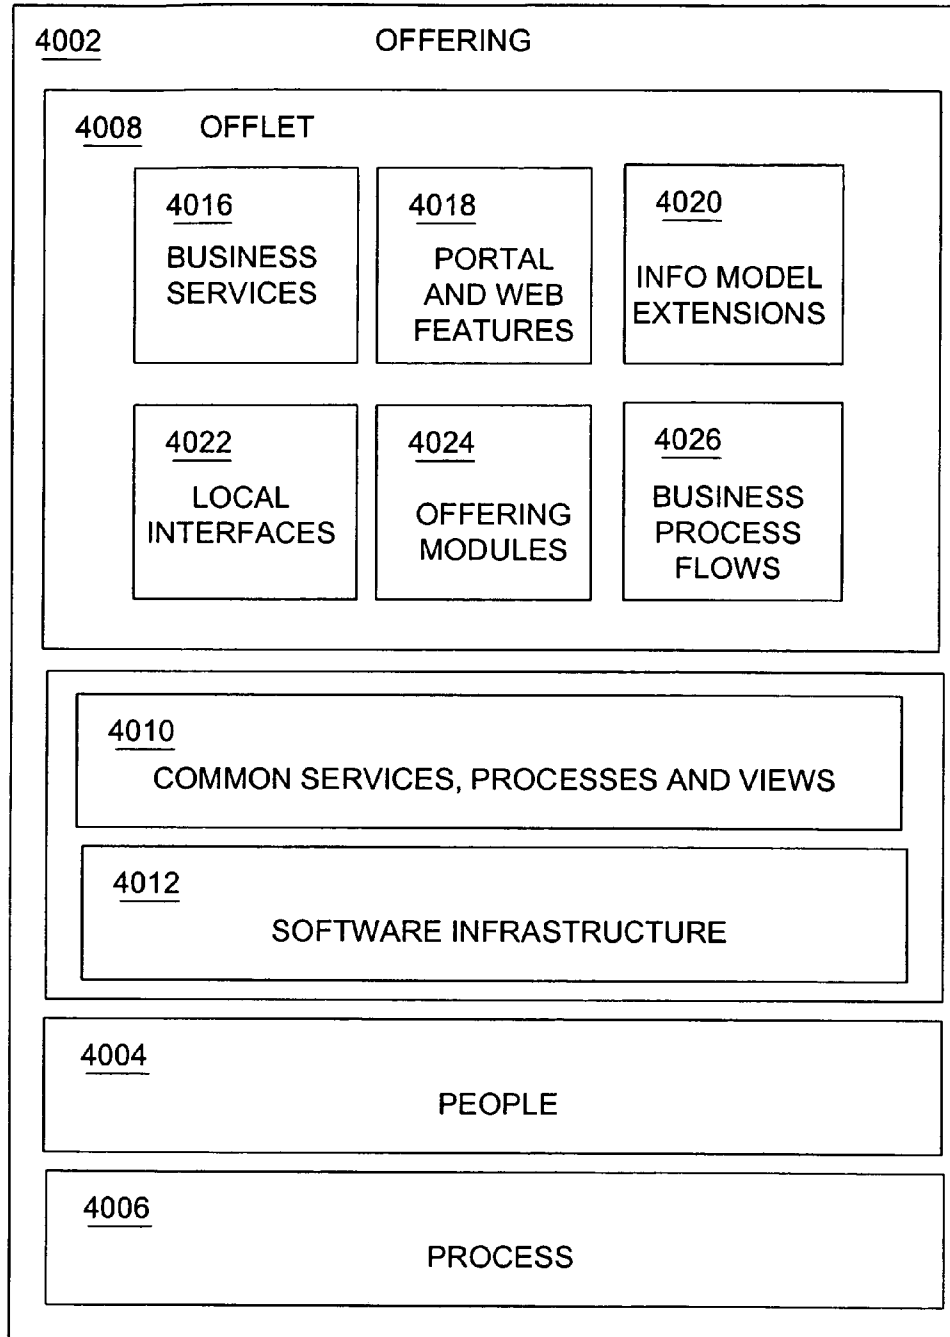 4002 OFFERING
4008 OFFLET
4016
BUSINESS
SERVICES
4018
PORTAL
AND WEB
FEATURES
4020
INFO MODEL
EXTENSIONS
4022
LOCAL
INTERFACES
4024
OFFERING
MODULES
4026
BUSINESS
PROCESS
FLOWS
4010
COMMON SERVICES, PROCESSES AND VIEWS
4012
SOFTWARE INFRASTRUCTURE
4004
PEOPLE
4006
PROCESS